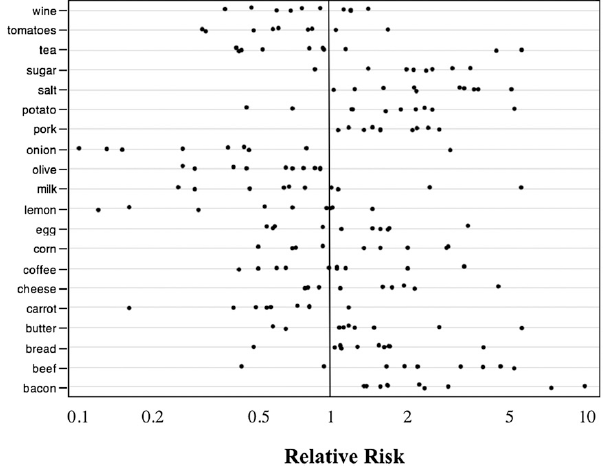 wine
tomatoes
tea
sugar
salt
potato
pork
onion
olive
milk
lemon
egg
corn
coffee
cheese
carrot
butter
bread
beef
bacon
0.1 0.2 0.5 1 2 5 10
Relative Risk